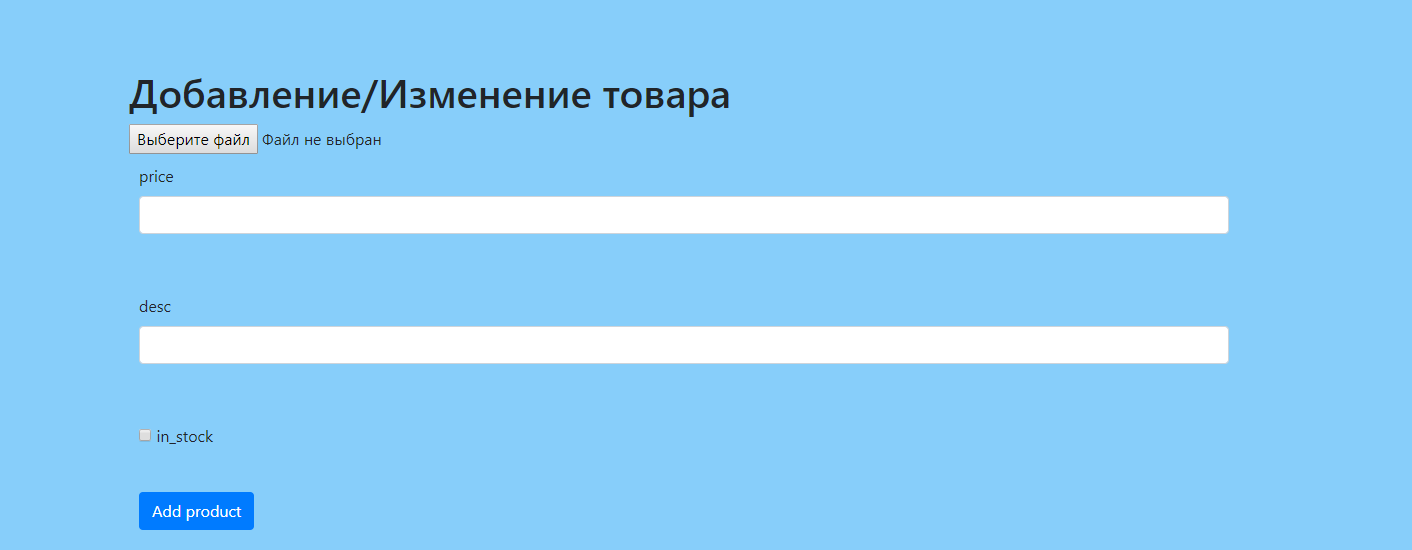 Добавление/Изменение товара
Выберите файл Файл не выбран
price
desc
in_stock
Add product